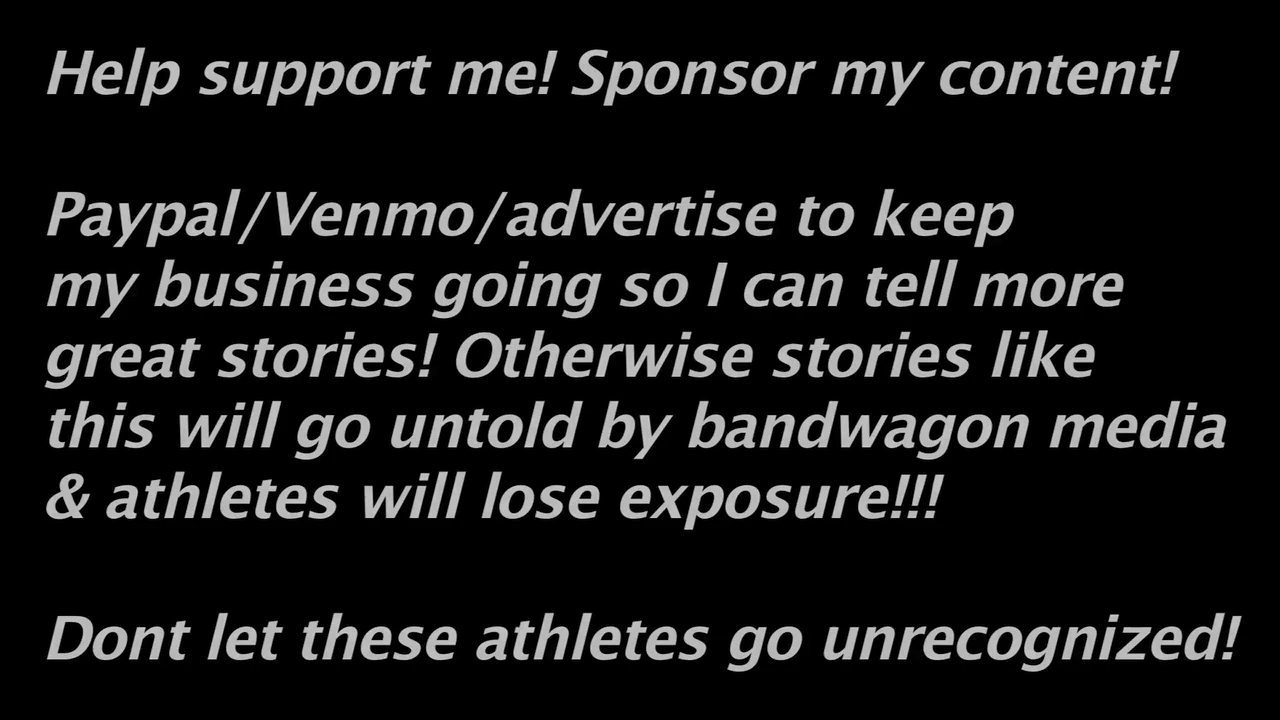 Help support me! Sponsor my content!
Paypal/Venmo/advertise to keep
my business going so I can tell more
great stories! Otherwise stories like
this will go untold by bandwagon media
& athletes will lose exposure!!!
Dont let these athletes go unrecognized!